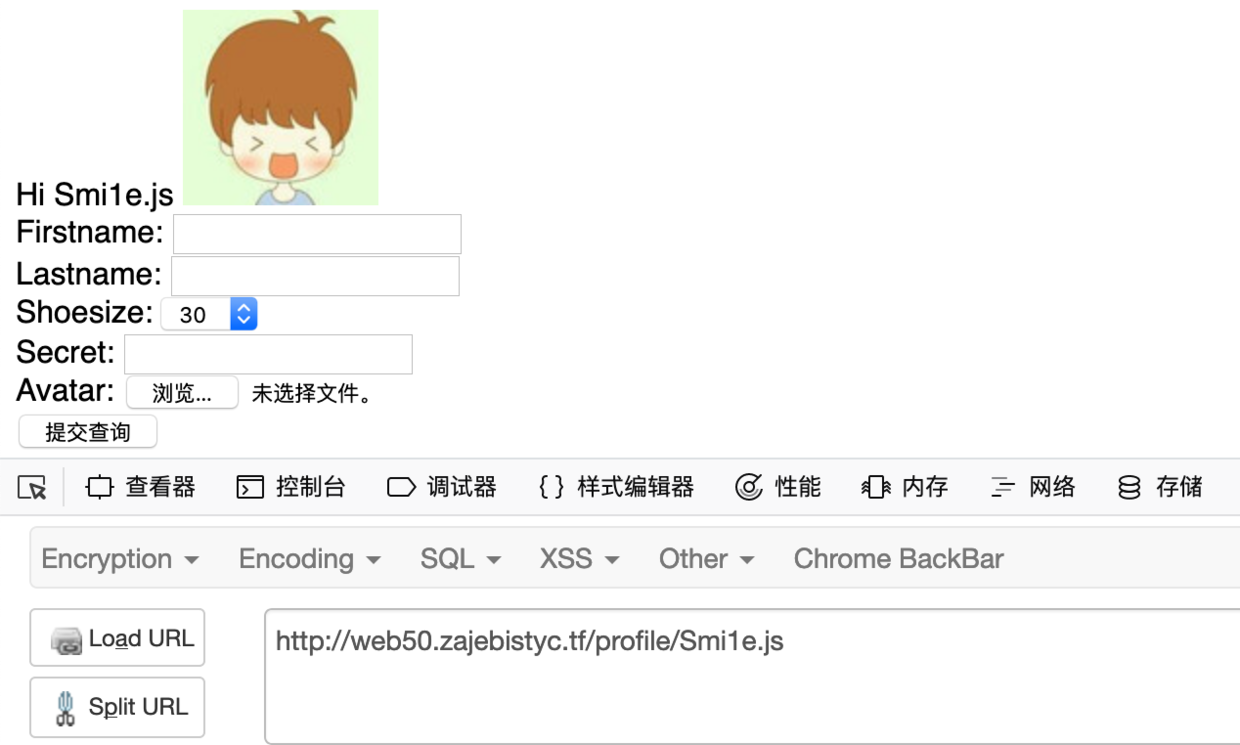 Hi Smi1e.js
Firstname:
Lastname:
Shoesize: 30
Secret:
Avatar: 浏览... 未选择文件。
提交查询
查看器 控制台 调试器 {} 样式编辑器 性能 内存 网络 存储
Encryption Encoding SQL XSS Other Chrome BackBar
Load URL http://web50.zajebistyc.tf/profile/Smi1e.js
Split URL